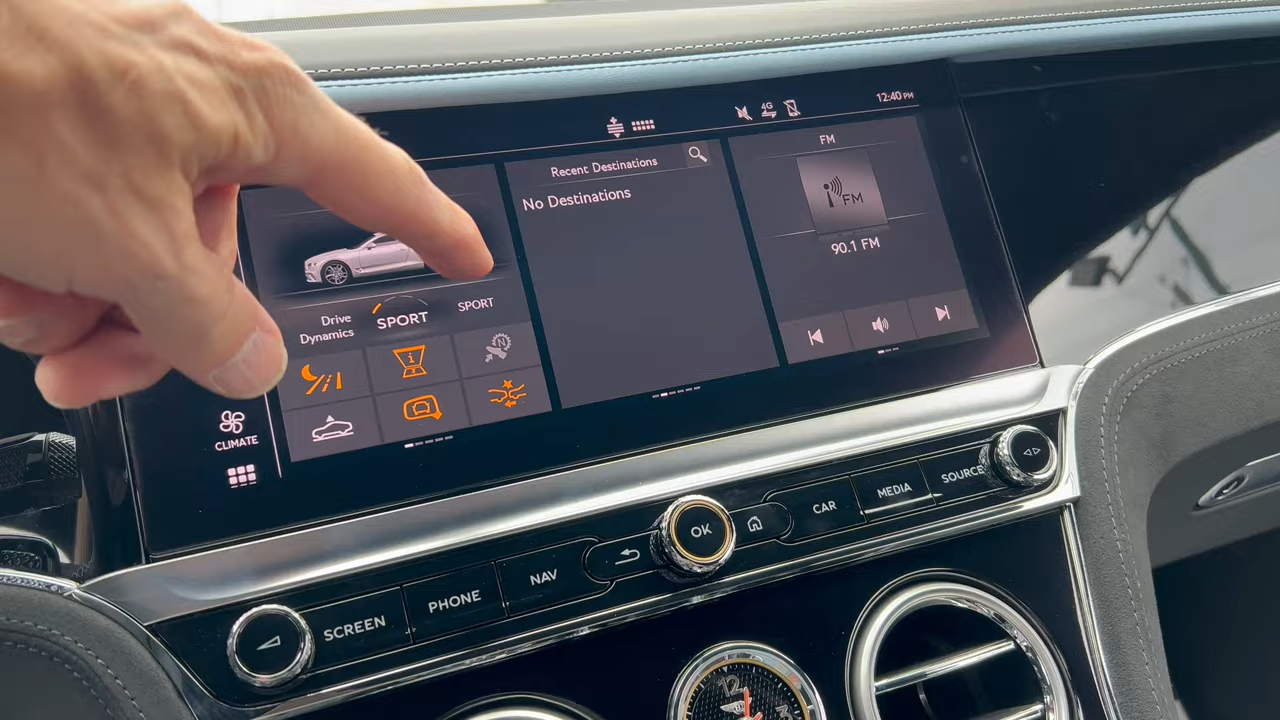 4G
12:40 PM
Recent Destinations
No Destinations
FM
FM
90.1 FM
Drive
Dynamics
SPORT
SPORT
i
N
CLIMATE
SCREEN
PHONE
NAV
OK
CAR
MEDIA
SOURCE
12